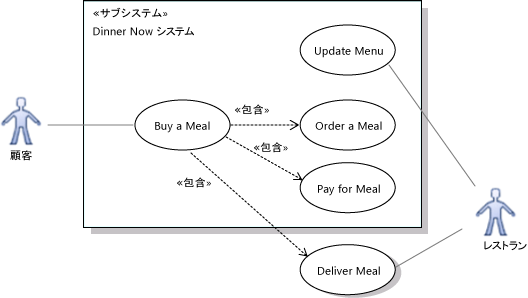 «サブシステム»
Dinner Now システム
Update Menu
«包含»
Buy a Meal
Order a Meal
«包含»
顧客
«包含»
Pay for Meal
レストラン
Deliver Meal